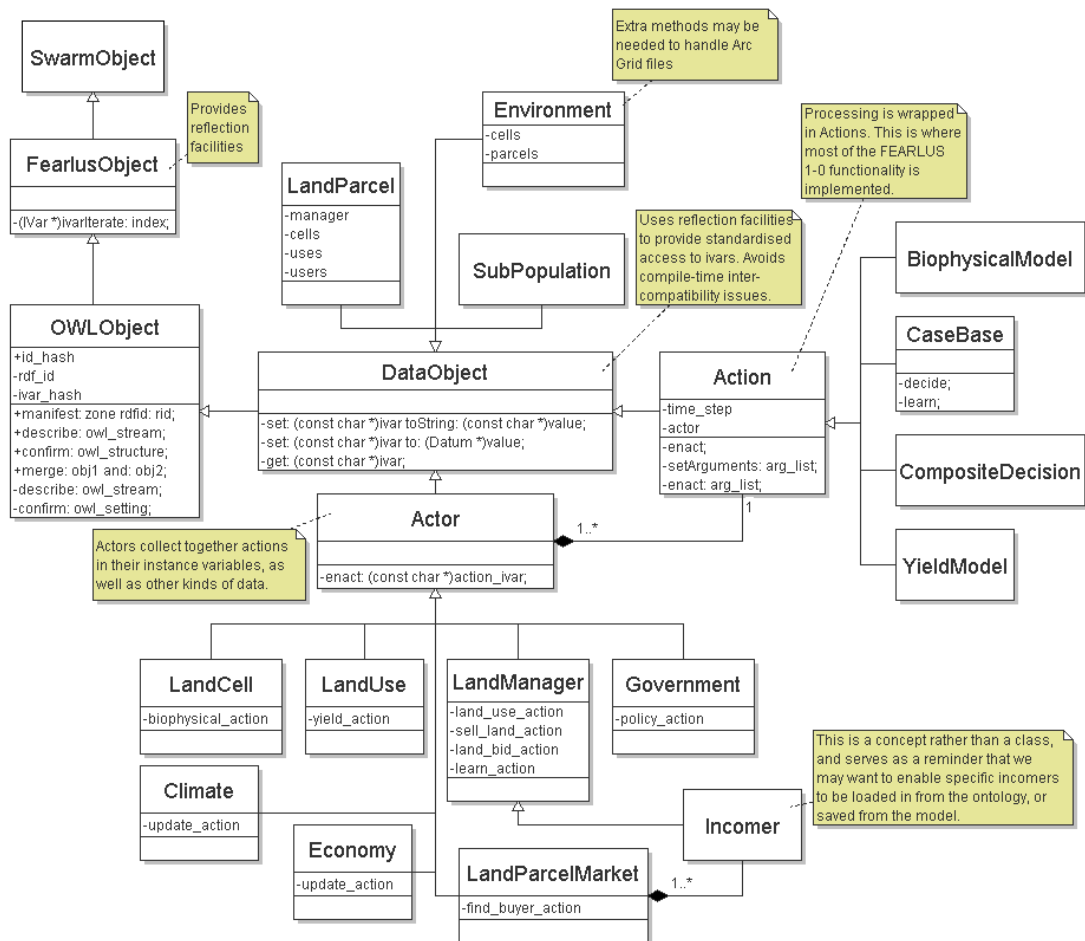 SwarmObject
Provides
reflection
facilities
FearlusObject
-(IVar *)ivarIterate: index;
OWLObject
+id_hash
-rdf_id
-ivar_hash
+manifest: zone rdfid: rid;
+describe: owl_stream;
+confirm: owl_structure;
+merge: obj1 and: obj2;
-describe: owl_stream;
-confirm: owl_setting;
Extra methods may be
needed to handle Arc
Grid files
Environment
-cells
-parcels
LandParcel
-manager
-cells
-uses
-users
SubPopulation
Uses reflection facilities
to provide standardised
access to ivars. Avoids
compile-time inter-
compatibility issues.
Processing is wrapped
in Actions. This is where
most of the FEARLUS
1-0 functionality is
implemented.
DataObject
-set: (const char *)ivar toString: (const char *)value;
-set: (const char *)ivar to: (Datum *)value;
-get: (const char *)ivar;
Action
-time_step
-actor
-enact;
-setArguments: arg_list;
-enact: arg_list;
BiophysicalModel
CaseBase
-decide;
-learn;
CompositeDecision
YieldModel
Actor
-enact: (const char *)action_ivar;
1..*
1
Actors collect together actions
in their instance variables, as
well as other kinds of data.
LandCell
-biophysical_action
LandUse
-yield_action
LandManager
-land_use_action
-sell_land_action
-land_bid_action
-learn_action
Government
-policy_action
Climate
-update_action
Economy
-update_action
LandParcelMarket
-find_buyer_action
1..*
Incomer
This is a concept rather than a class,
and serves as a reminder that we
may want to enable specific incomers
to be loaded in from the ontology, or
saved from the model.